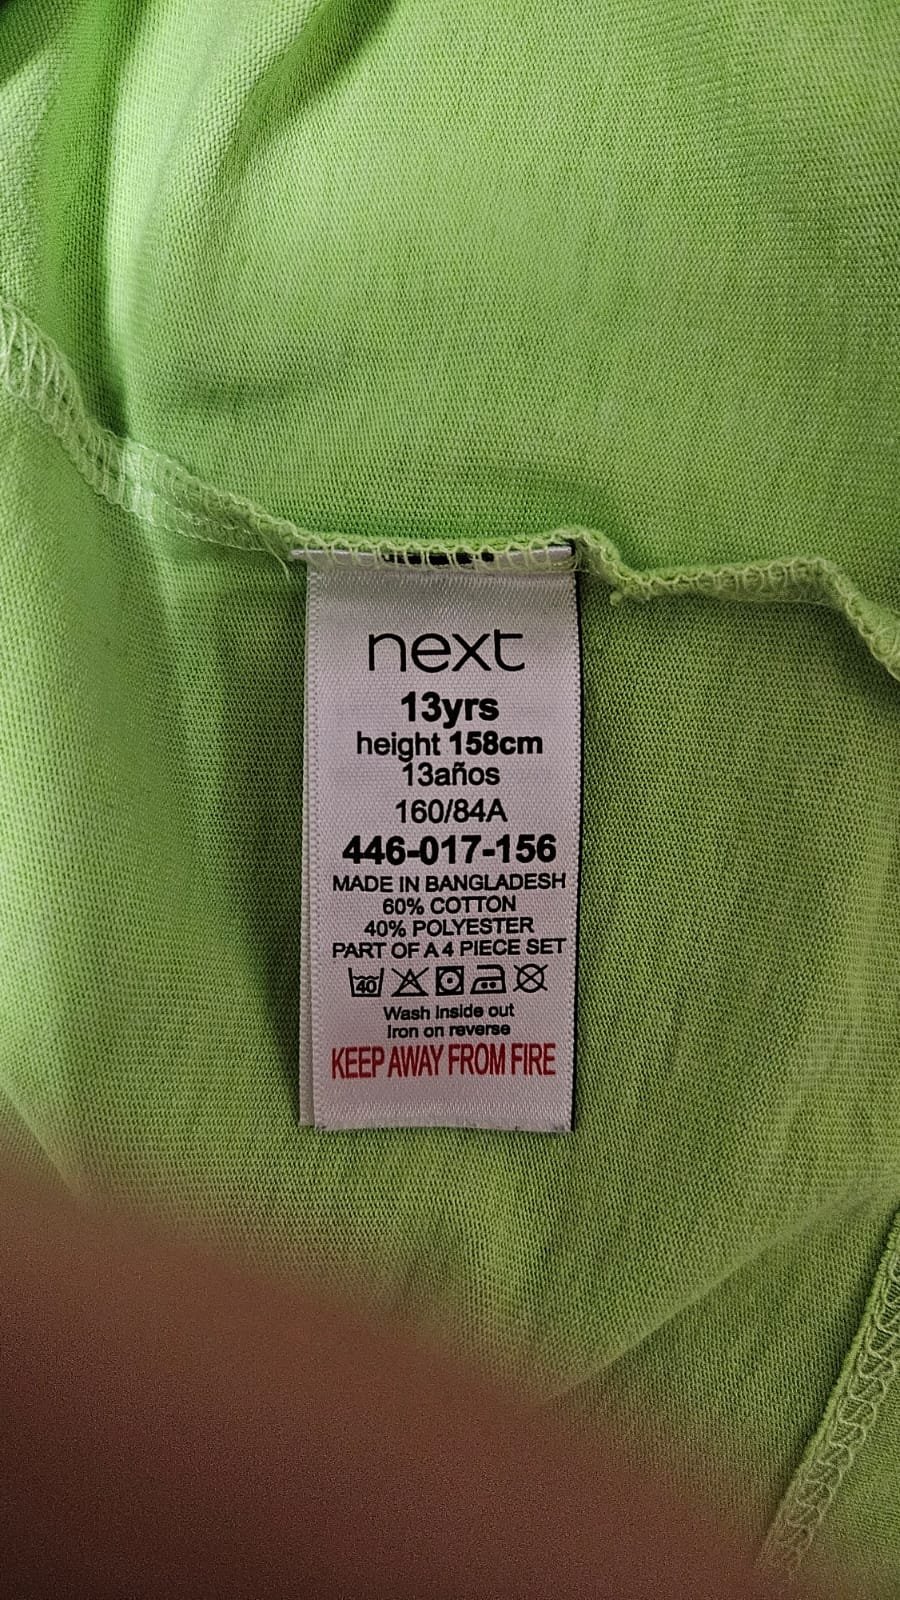 next
13yrs
height 158cm
13años
160/84A
446-017-156
MADE IN BANGLADESH
60% COTTON
40% POLYESTER
PART OF A 4 PIECE SET
40
Wash inside out
Iron on reverse
KEEP AWAY FROM FIRE